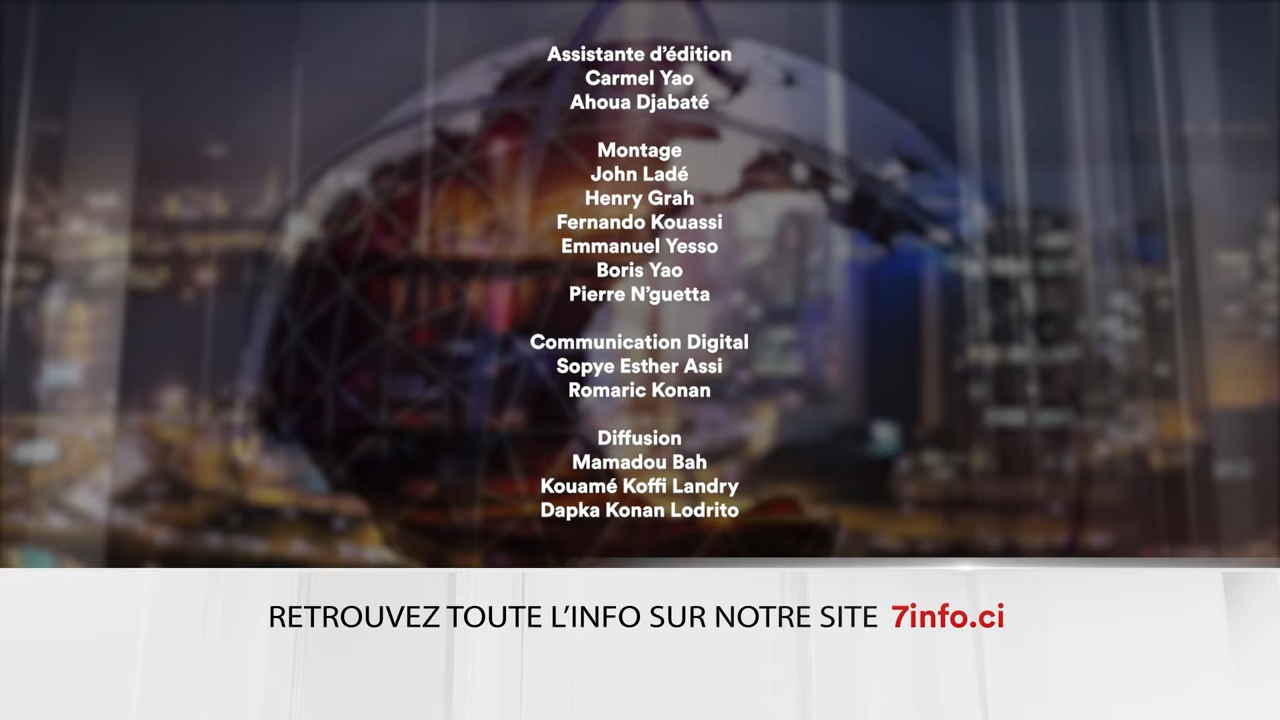 Assistante d’édition
Carmel Yao
Ahoua Djabaté
Montage
John Ladé
Henry Grah
Fernando Kouassi
Emmanuel Yesso
Boris Yao
Pierre N’guetta
Communication Digital
Sopye Esther Assi
Romaric Konan
Diffusion
Mamadou Bah
Kouamé Koffi Landry
Dapka Konan Lodrito
RETROUVEZ TOUTE L’INFO SUR NOTRE SITE 7info.ci